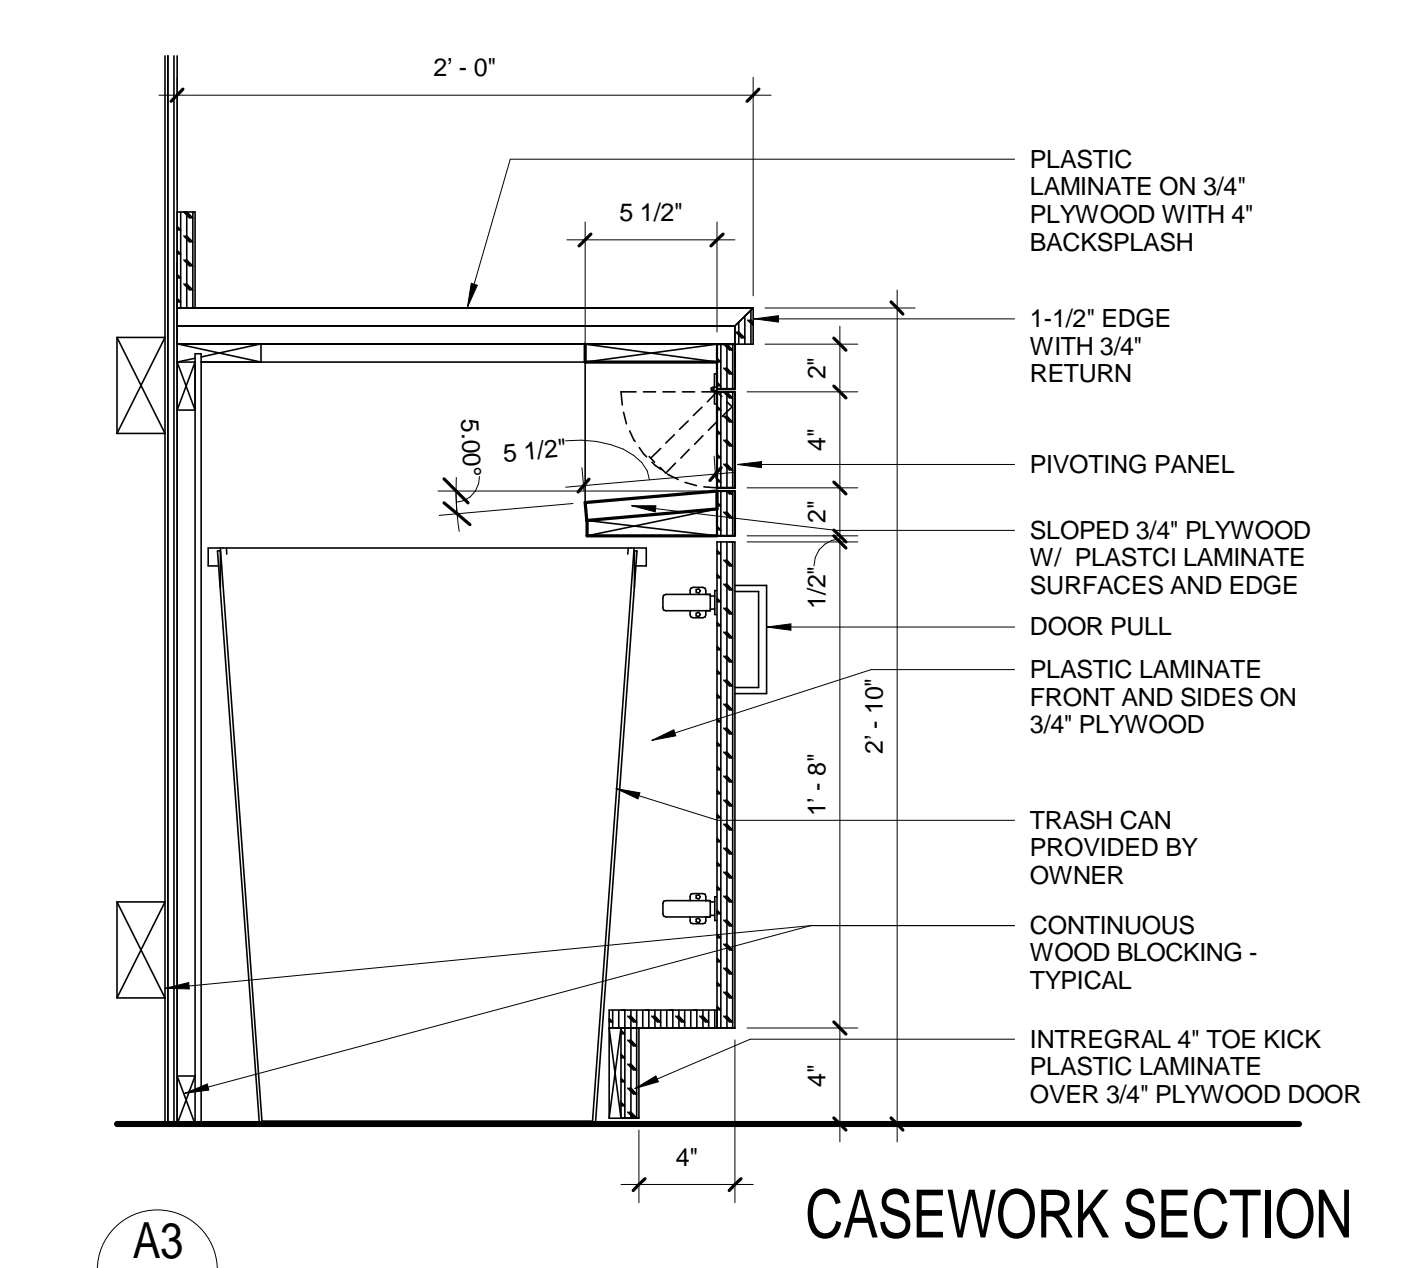 2' - 0"
PLASTIC
LAMINATE ON 3/4"
PLYWOOD WITH 4"
BACKSPLASH
5 1/2"
1-1/2" EDGE
WITH 3/4"
RETURN
2"
4"
5.00°
5 1/2"
PIVOTING PANEL
2"
SLOPED 3/4" PLYWOOD
W/ PLASTCI LAMINATE
SURFACES AND EDGE
1/2"
DOOR PULL
PLASTIC LAMINATE
FRONT AND SIDES ON
3/4" PLYWOOD
2' - 10"
1' - 8"
TRASH CAN
PROVIDED BY
OWNER
CONTINUOUS
WOOD BLOCKING -
TYPICAL
INTREGRAL 4" TOE KICK
PLASTIC LAMINATE
OVER 3/4" PLYWOOD DOOR
4"
4"
CASEWORK SECTION
A3